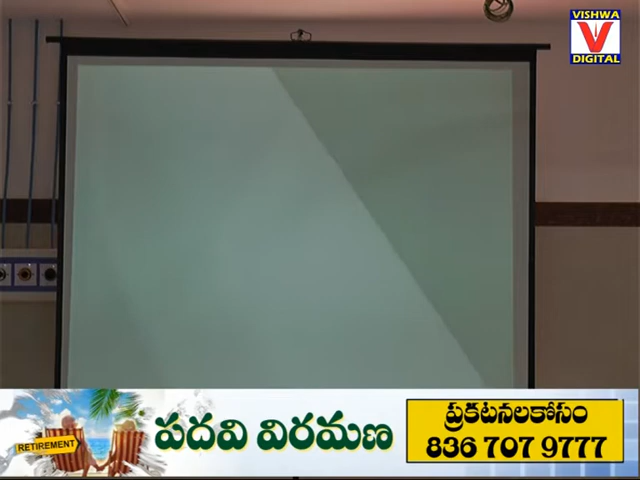 VISHWA
V
DIGITAL
RETIREMENT
పదవి విరమణ
ప్రకటనలకోసం
836 707 9777